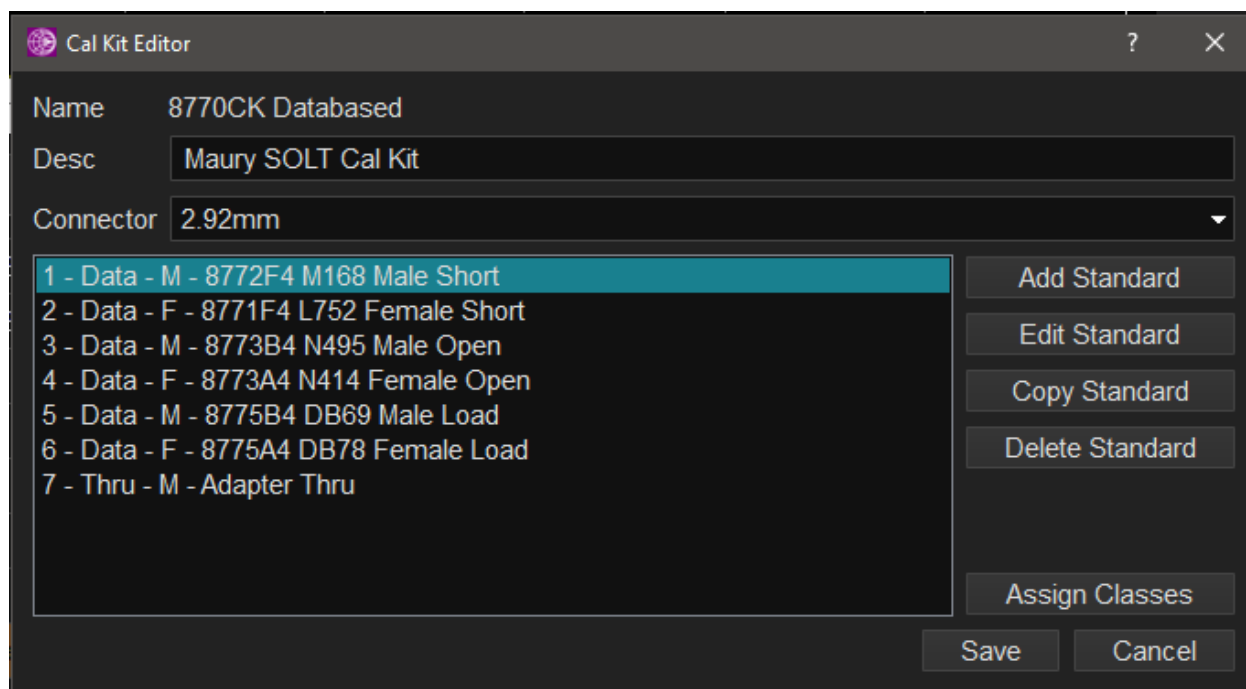 Cal Kit Editor ? ×
Name 8770CK Databased
Desc Maury SOLT Cal Kit
Connector 2.92mm
1 - Data - M - 8772F4 M168 Male Short
2 - Data - F - 8771F4 L752 Female Short
3 - Data - M - 8773B4 N495 Male Open
4 - Data - F - 8773A4 N414 Female Open
5 - Data - M - 8775B4 DB69 Male Load
6 - Data - F - 8775A4 DB78 Female Load
7 - Thru - M - Adapter Thru
Add Standard
Edit Standard
Copy Standard
Delete Standard
Assign Classes
Save Cancel